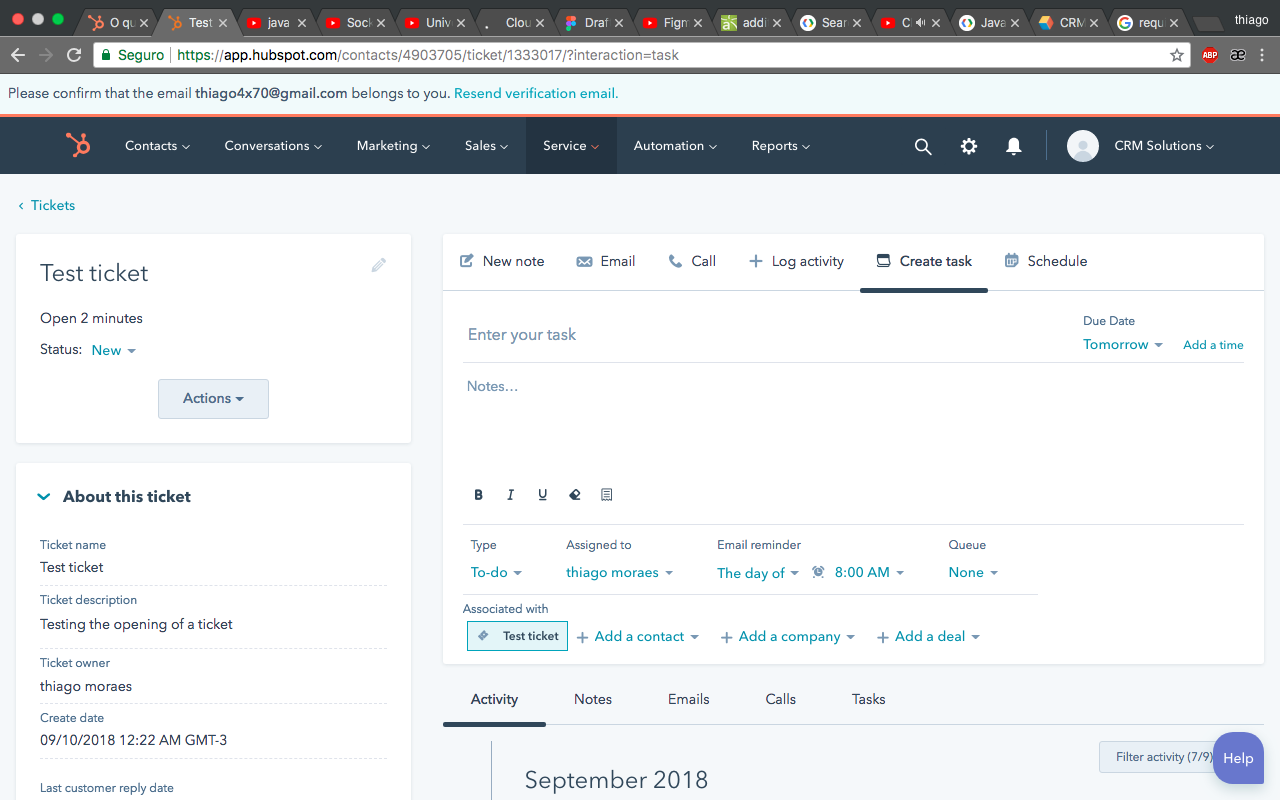 O qu
Test
java
Sock
Univ
Clou
Draf
Figm
addi
Sear
Java
CRM
requ
thiago
Seguro https://app.hubspot.com/contacts/4903705/ticket/1333017/?interaction=task
ABP
æ
Please confirm that the email thiago4x70@gmail.com belongs to you. Resend verification email.
Contacts Conversations Marketing Sales Service Automation Reports CRM Solutions
Tickets
Test ticket
Open 2 minutes
Status: New
Actions
About this ticket
Ticket name
Test ticket
Ticket description
Testing the opening of a ticket
Ticket owner
thiago moraes
Create date
09/10/2018 12:22 AM GMT-3
Last customer reply date
New note Email Call Log activity Create task Schedule
Enter your task
Due Date
Tomorrow Add a time
Notes...
B I U
Type Assigned to Email reminder Queue
To-do thiago moraes The day of 8:00 AM None
Associated with
Test ticket Add a contact Add a company Add a deal
Activity Notes Emails Calls Tasks
Filter activity (7/9)
Help
September 2018